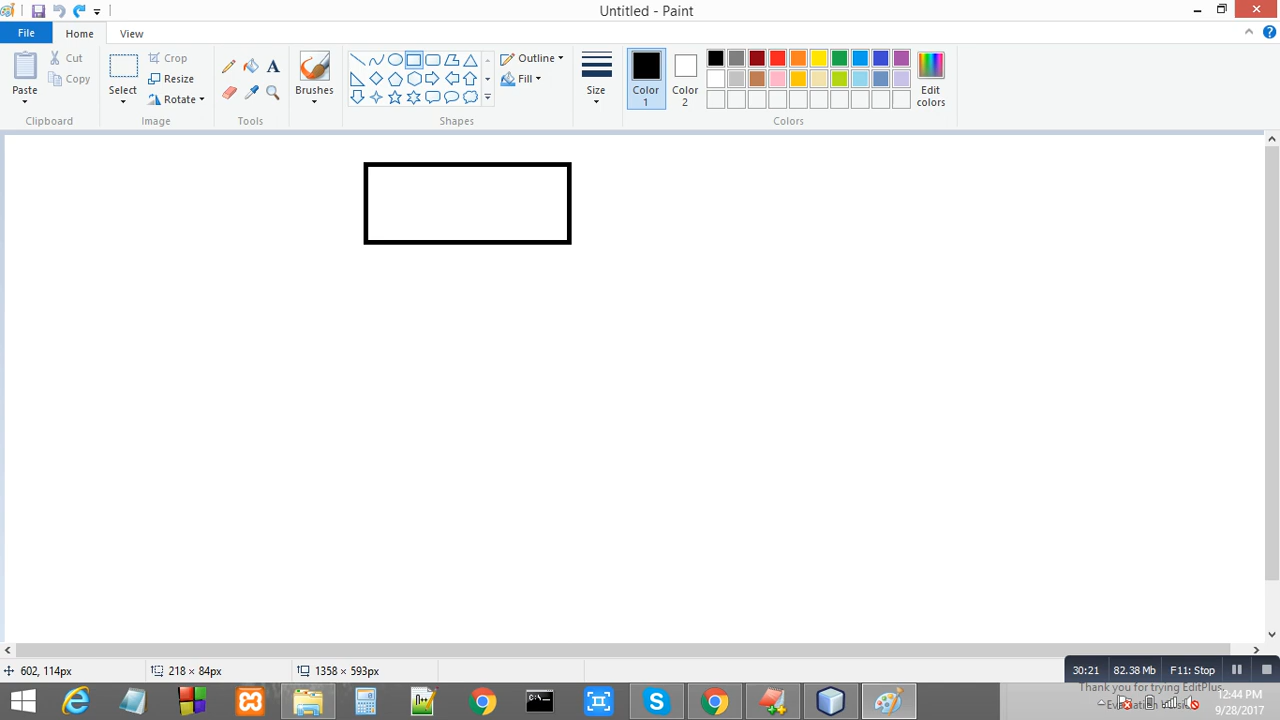 Untitled - Paint
File
Home
View
Paste
Cut
Copy
Clipboard
Select
Crop
Resize
Rotate
Image
A
Tools
Brushes
Outline
Fill
Shapes
Size
Color 1
Color 2
Edit colors
Colors
602, 114px
218 × 84px
1358 × 593px
30:21
82.38 Mb
F11: Stop
Thank you for trying EditPlus
12:44 PM
9/28/2017